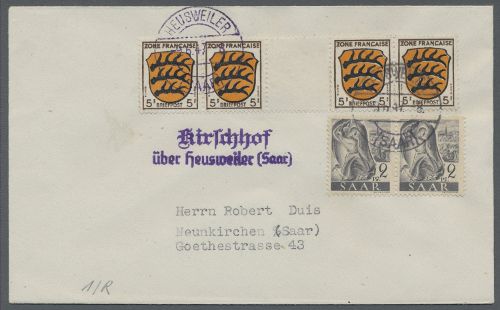 HEUSWEILER
ZONE FRANÇAISE ZONE FRANÇAISE ZONE FRANÇAISE ZONE FRANÇAISE
5 BRIEFPOST 5 5 BRIEFPOST 5 5 BRIEFPOST 5 5 BRIEFPOST 5
Kirschhof
über Heusweiler (Saar)
(SAAR)
2 2
SAAR SAAR
Herrn Robert Duis
Neunkirchen (Saar)
Goethestrasse 43
1/R